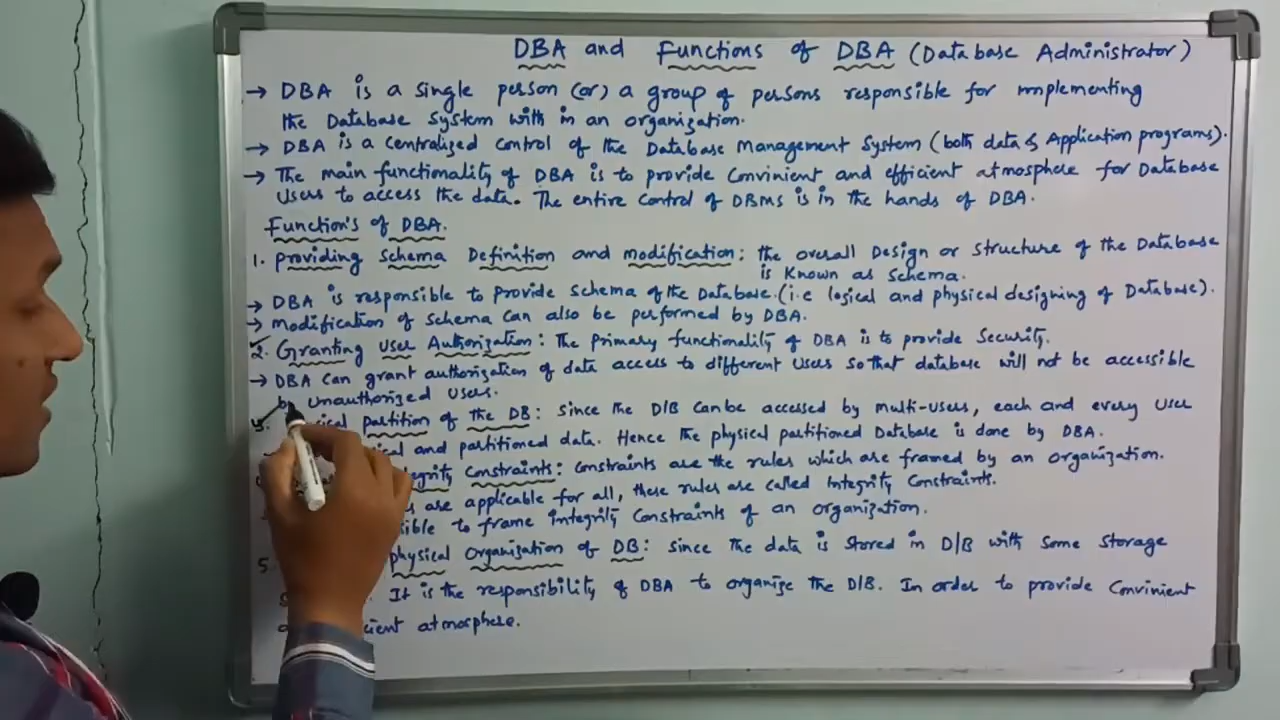 DBA and Functions of DBA (Database Administrator)
→ DBA is a single person (or) a group of persons responsible for implementing
the Database System with in an organization.
→ DBA is a centralized control of the Database Management System (both data & Application programs).
→ The main functionality of DBA is to provide convinient and efficient atmosphere for Database
Users to access the data. The entire control of DBMS is in the hands of DBA.
Function's of DBA.
1. Providing Schema Definition and modification: The overall Design or structure of the Database
is Known as Schema.
→ DBA is responsible to provide schema of the Database. (i.e logical and physical designing of Database).
→ modification of schema can also be performed by DBA.
2. Granting User Authorization: The primary functionality of DBA is to provide Security.
→ DBA can grant authorization of data access to different Users so that database will not be accessible
unauthorized users.
3. partition of the DB: Since the D/B can be accessed by multi-users, each and every User
and partitioned data. Hence the physical partitioned Database is done by DBA.
Constraints: Constraints are the rules which are framed by an organization.
are applicable for all, these rules are called Integrity Constraints.
to frame integrity Constraints of an organization.
5. physical Organization of DB: Since the data is stored in D/B with some storage
It is the responsibility of DBA to organize the D/B. In order to provide Convinient
atmosphere.